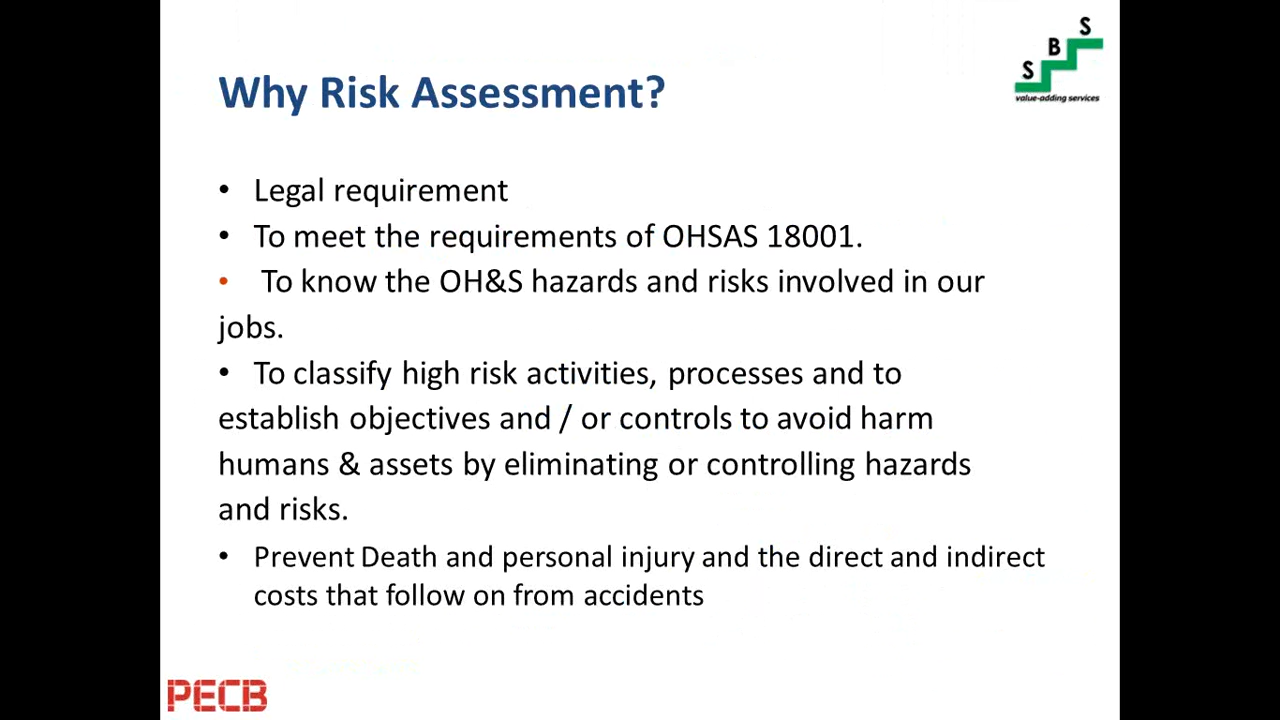 S
B
S
value-adding services
Why Risk Assessment?
• Legal requirement
• To meet the requirements of OHSAS 18001.
• To know the OH&S hazards and risks involved in our
jobs.
• To classify high risk activities, processes and to
establish objectives and / or controls to avoid harm
humans & assets by eliminating or controlling hazards
and risks.
• Prevent Death and personal injury and the direct and indirect
costs that follow on from accidents
PECB